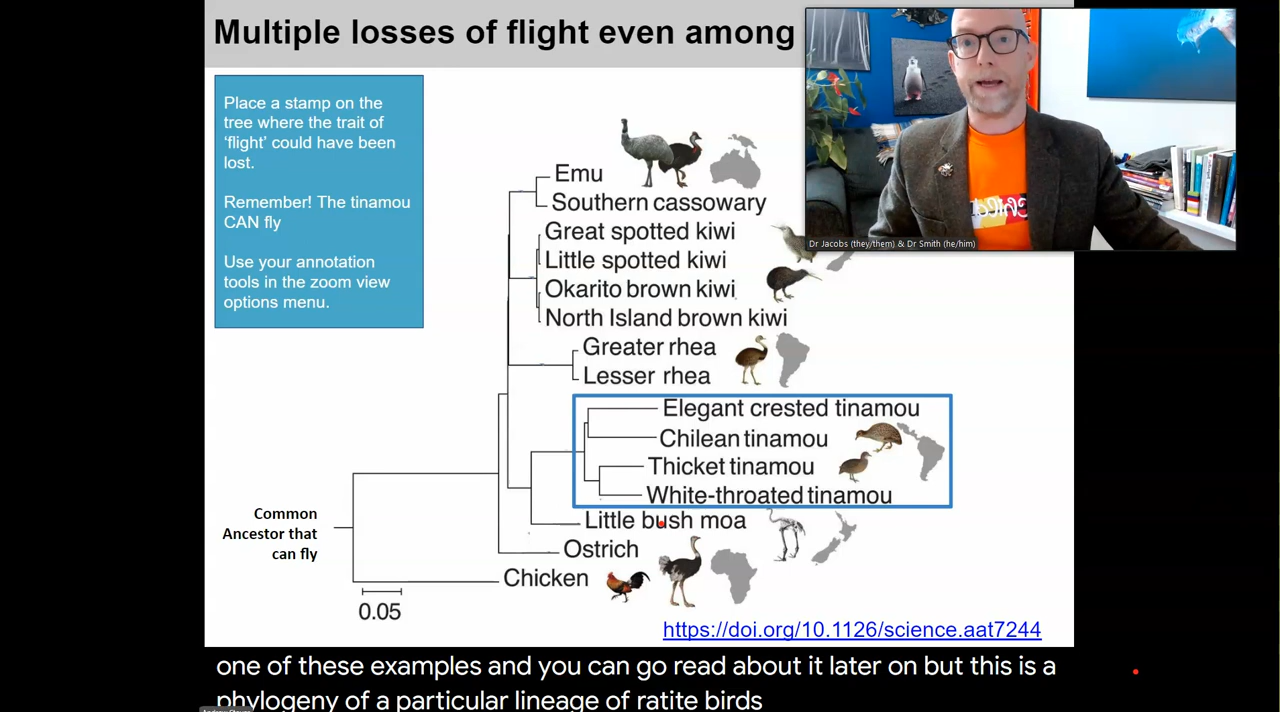 Multiple losses of flight even among
Place a stamp on the
tree where the trait of
‘flight’ could have been
lost.
Remember! The tinamou
CAN fly
Use your annotation
tools in the zoom view
options menu.
Emu
Southern cassowary
Great spotted kiwi
Little spotted kiwi
Okarito brown kiwi
North Island brown kiwi
Greater rhea
Lesser rhea
Elegant crested tinamou
Chilean tinamou
Thicket tinamou
White-throated tinamou
Little bush moa
Ostrich
Chicken
Common
Ancestor that
can fly
0.05
https://doi.org/10.1126/science.aat7244
Dr Jacobs (they/them) & Dr Smith (he/him)
one of these examples and you can go read about it later on but this is a
phylogeny of a particular lineage of ratite birds